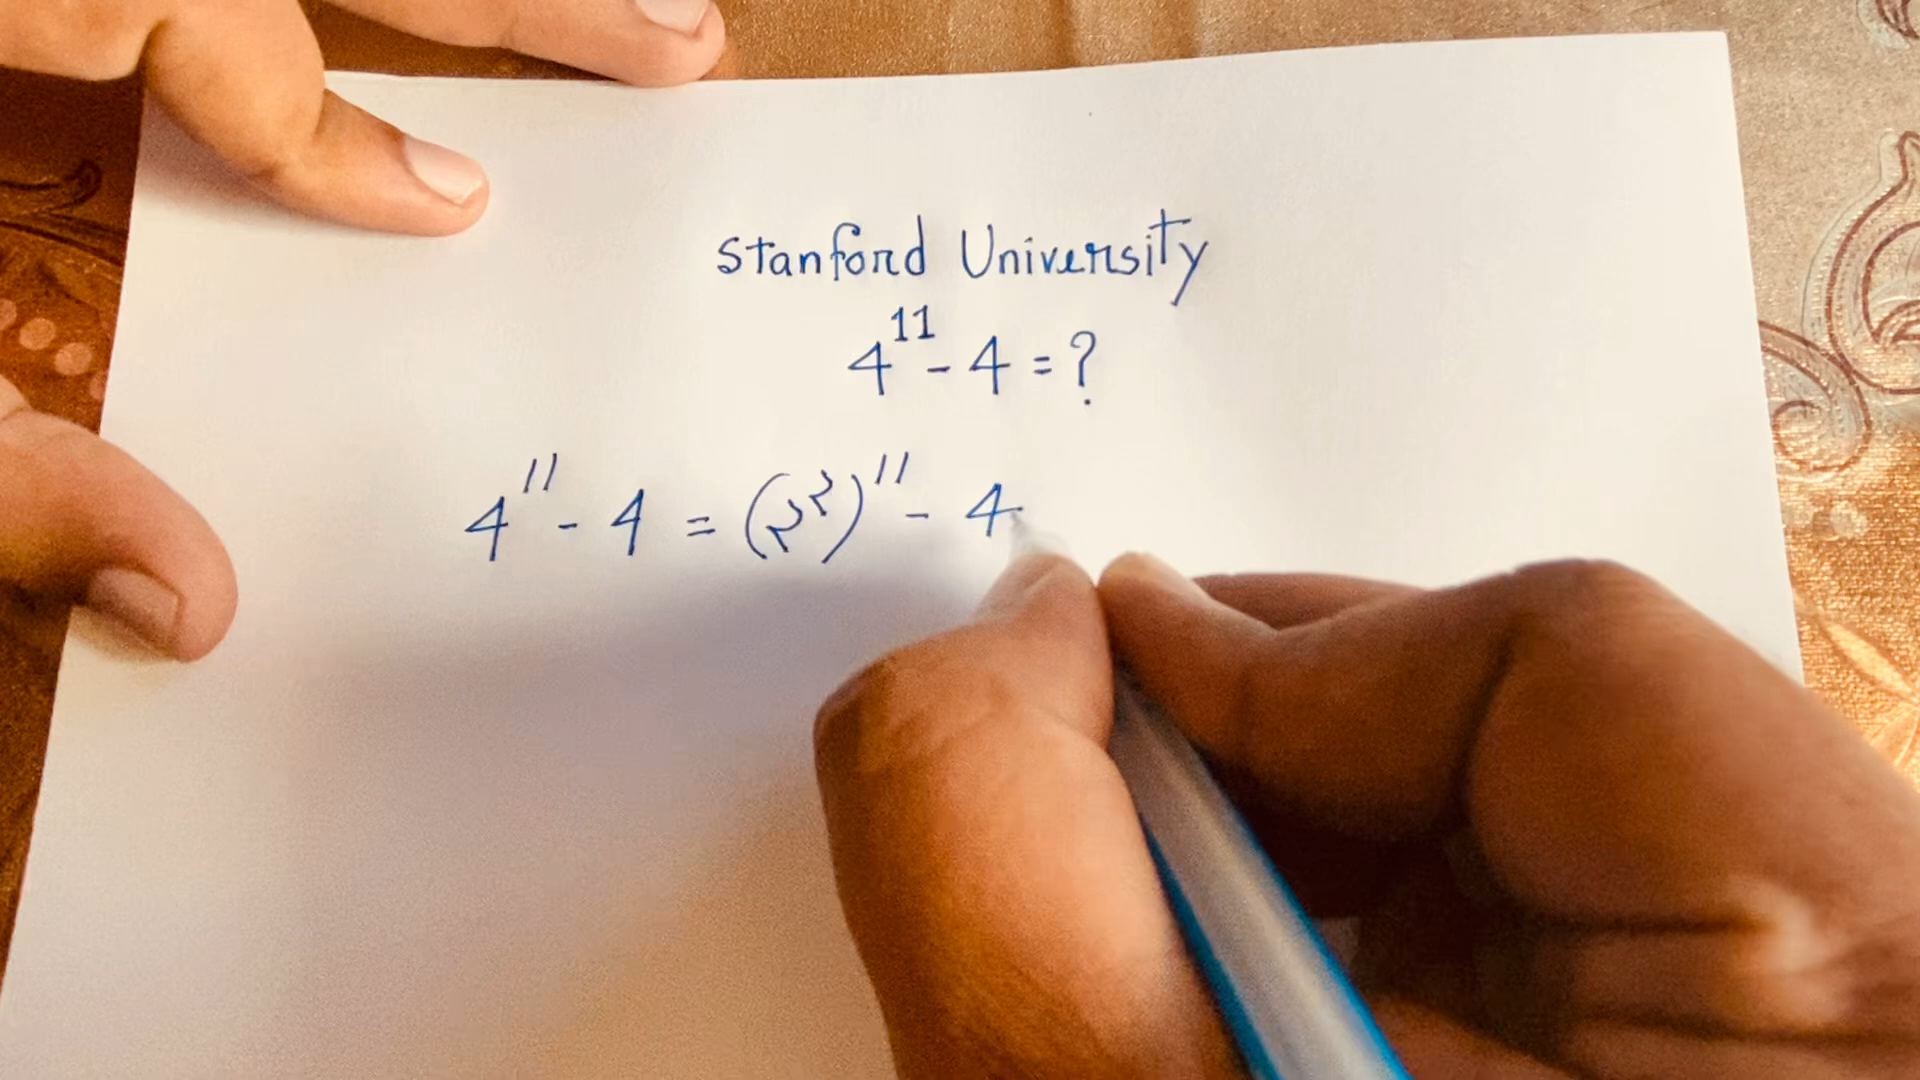 Stanford University
4¹¹ - 4 = ?
4¹¹ - 4 = (2²)¹¹ - 4